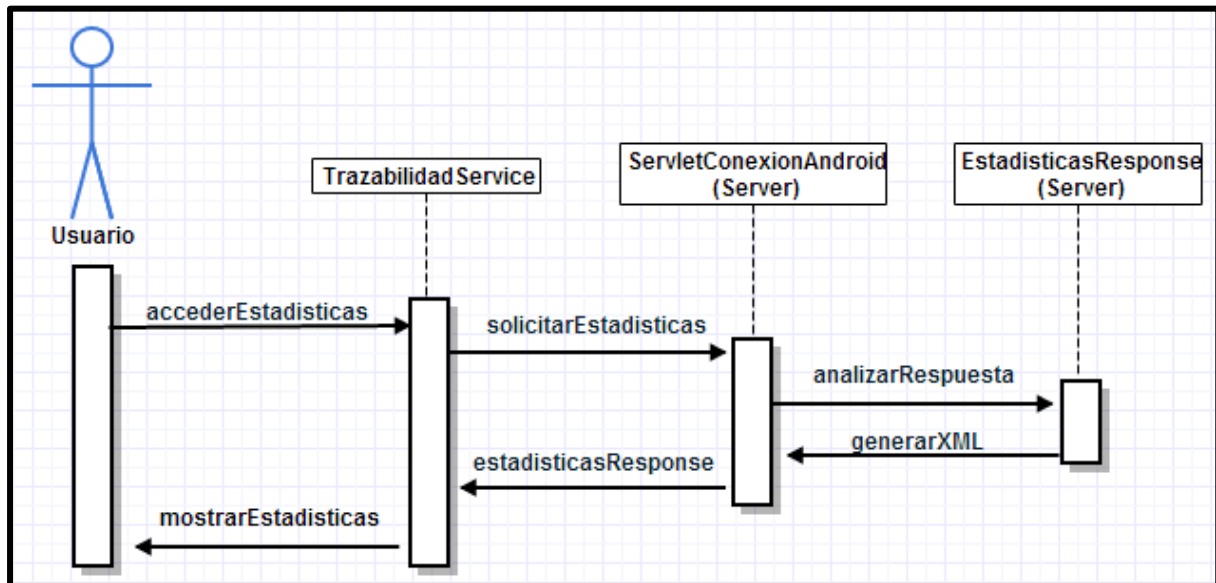 Usuario
TrazabilidadService
ServletConexionAndroid
(Server)
EstadisticasResponse
(Server)
accederEstadisticas
solicitarEstadisticas
analizarRespuesta
generarXML
estadisticasResponse
mostrarEstadisticas